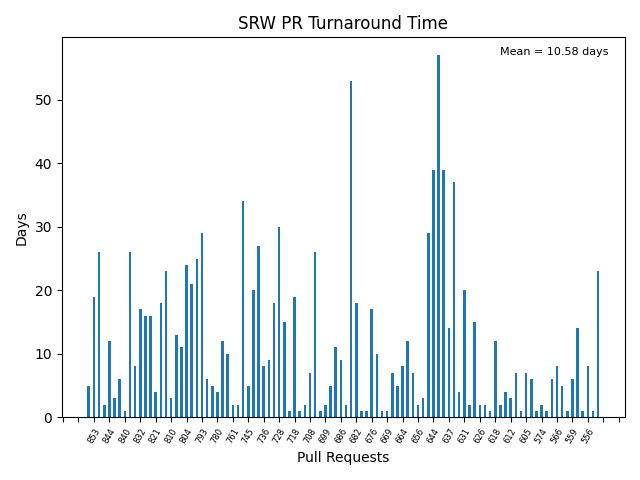 SRW PR Turnaround Time
Mean = 10.58 days
Days
50
40
30
20
10
0
853 844 840 832 821 810 804 793 780 761 745 736 728 718 708 699 686 682 676 669 664 656 644 637 631 626 618 612 605 574 566 559 556
Pull Requests